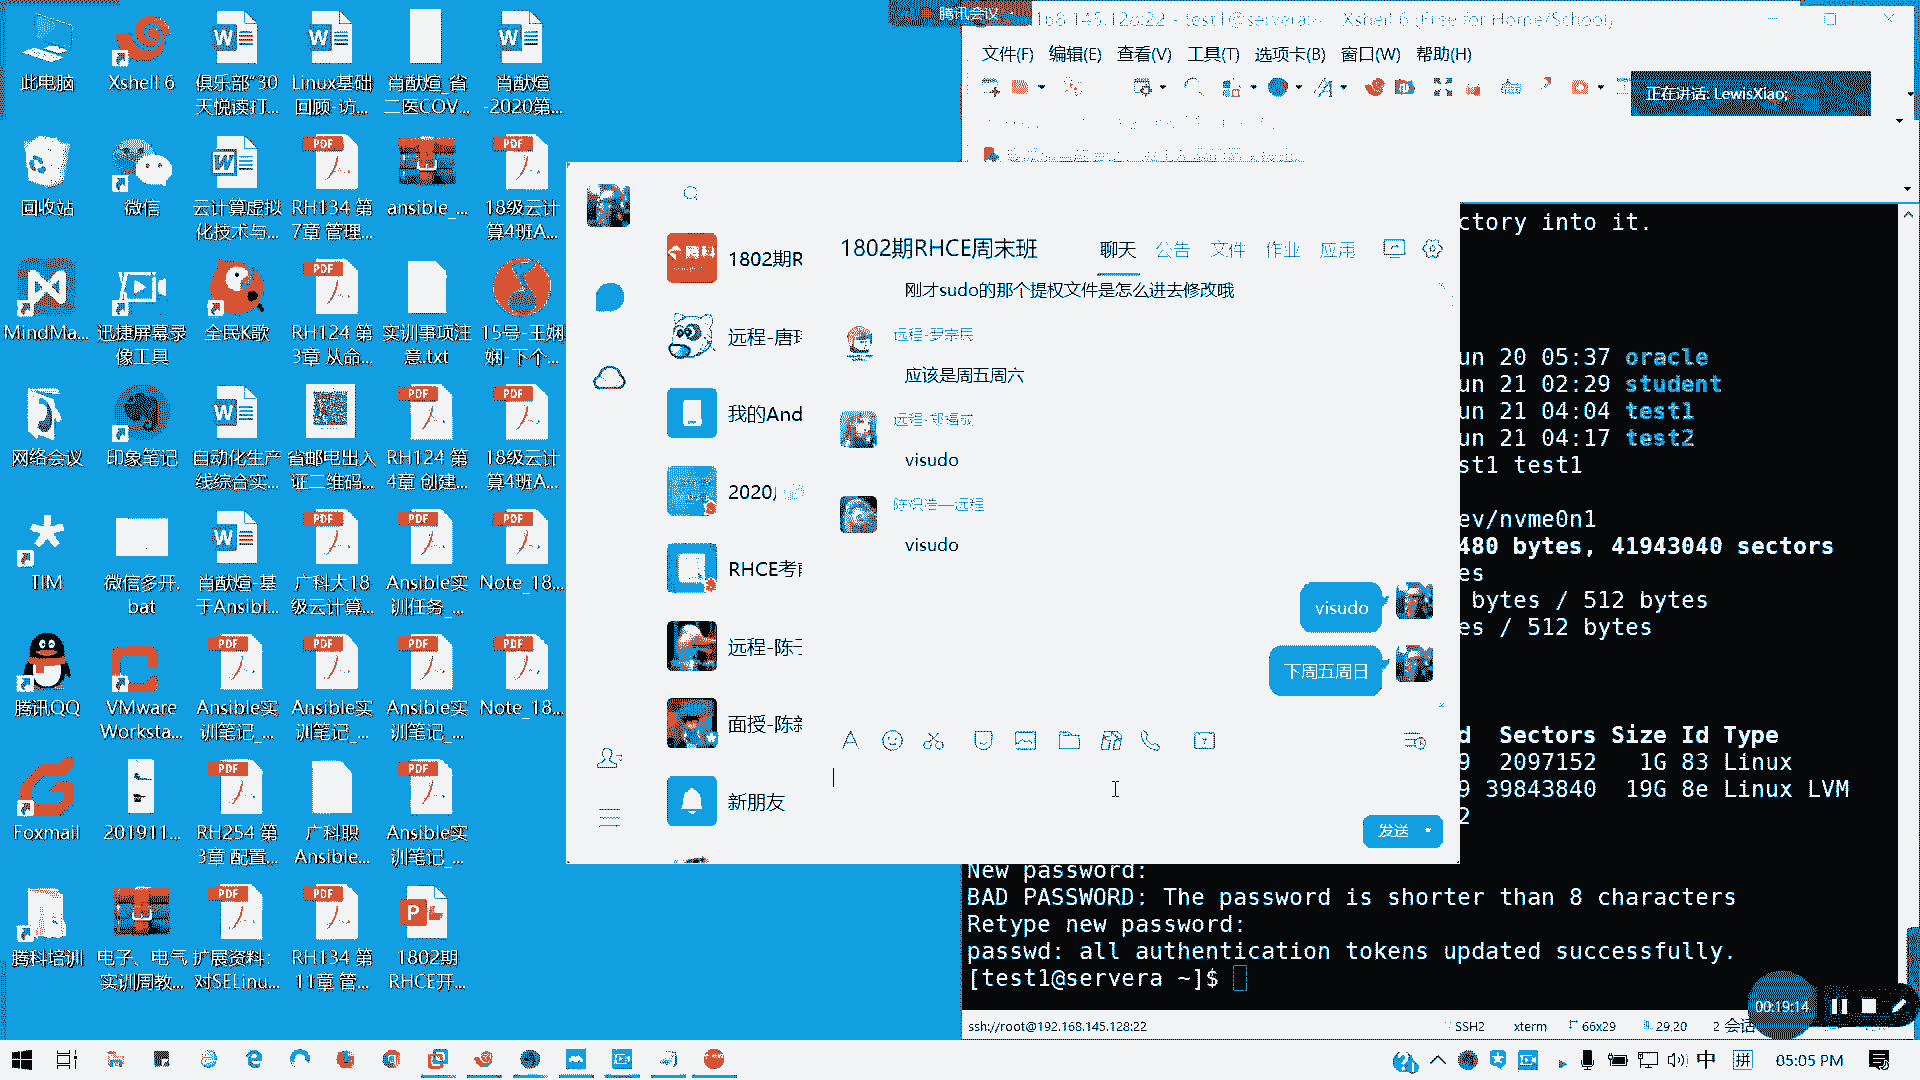 此电脑
Xshell 6
俱乐部“30
天悦读打...
Linux基础
回顾-访...
肖猷煊_省
二医COV...
肖猷煊
-2020第...
回收站
微信
云计算虚拟
化技术与...
RH134 第
7章 管理...
ansible_...
18级云计
算4班A...
MindMa...
迅捷屏幕录
像工具
全民K歌
RH124 第
3章 从命...
实训事项注
意.txt
15号-王娴
娴-下个...
网络会议
印象笔记
自动化生产
线综合实...
省邮电出入
证二维码...
RH124 第
4章 创建...
18级云计
算4班A...
TIM
微信多开.
bat
肖猷煊-基
于Ansibl...
广科大18
级云计算...
Ansible实
训任务_...
Note_18...
腾讯QQ
VMware
Worksta...
Ansible实
训笔记_...
Ansible实
训笔记_...
Ansible实
训笔记_...
Note_18...
Foxmail
201911...
RH254 第
3章 配置...
广科职
Ansible...
Ansible实
训笔记_...
腾科培训
电子、电气
实训周教...
扩展资料:
对SELinu...
RH134 第
11章 管...
1802期
RHCE开...
腾讯会议
168.145.128:22 - test1@servera:~ - Xshell 6 (Free for Home/School)
文件(F) 编辑(E) 查看(V) 工具(T) 选项卡(B) 窗口(W) 帮助(H)
正在讲话: LewisXiao;
1802期R
远程-唐
我的And
2020
RHCE考
远程-陈
面授-陈
新朋友
1802期RHCE周末班
聊天 公告 文件 作业 应用
刚才sudo的那个提权文件是怎么进去修改哦
远程-罗宗民
应该是周五周六
visudo
visudo
visudo
下周五周日
发送
ctory into it.
un 20 05:37 oracle
un 21 02:29 student
un 21 04:04 test1
un 21 04:17 test2
st1 test1
ev/nvme0n1
480 bytes, 41943040 sectors
es
bytes / 512 bytes
es / 512 bytes
d Sectors Size Id Type
9 2097152 1G 83 Linux
9 39843840 19G 8e Linux LVM
2
New password:
BAD PASSWORD: The password is shorter than 8 characters
Retype new password:
passwd: all authentication tokens updated successfully.
[test1@servera ~]$
00:19:14
ssh://root@192.168.145.128:22
SSH2
xterm
66x29
29,20
2 会话
中
拼
05:05 PM